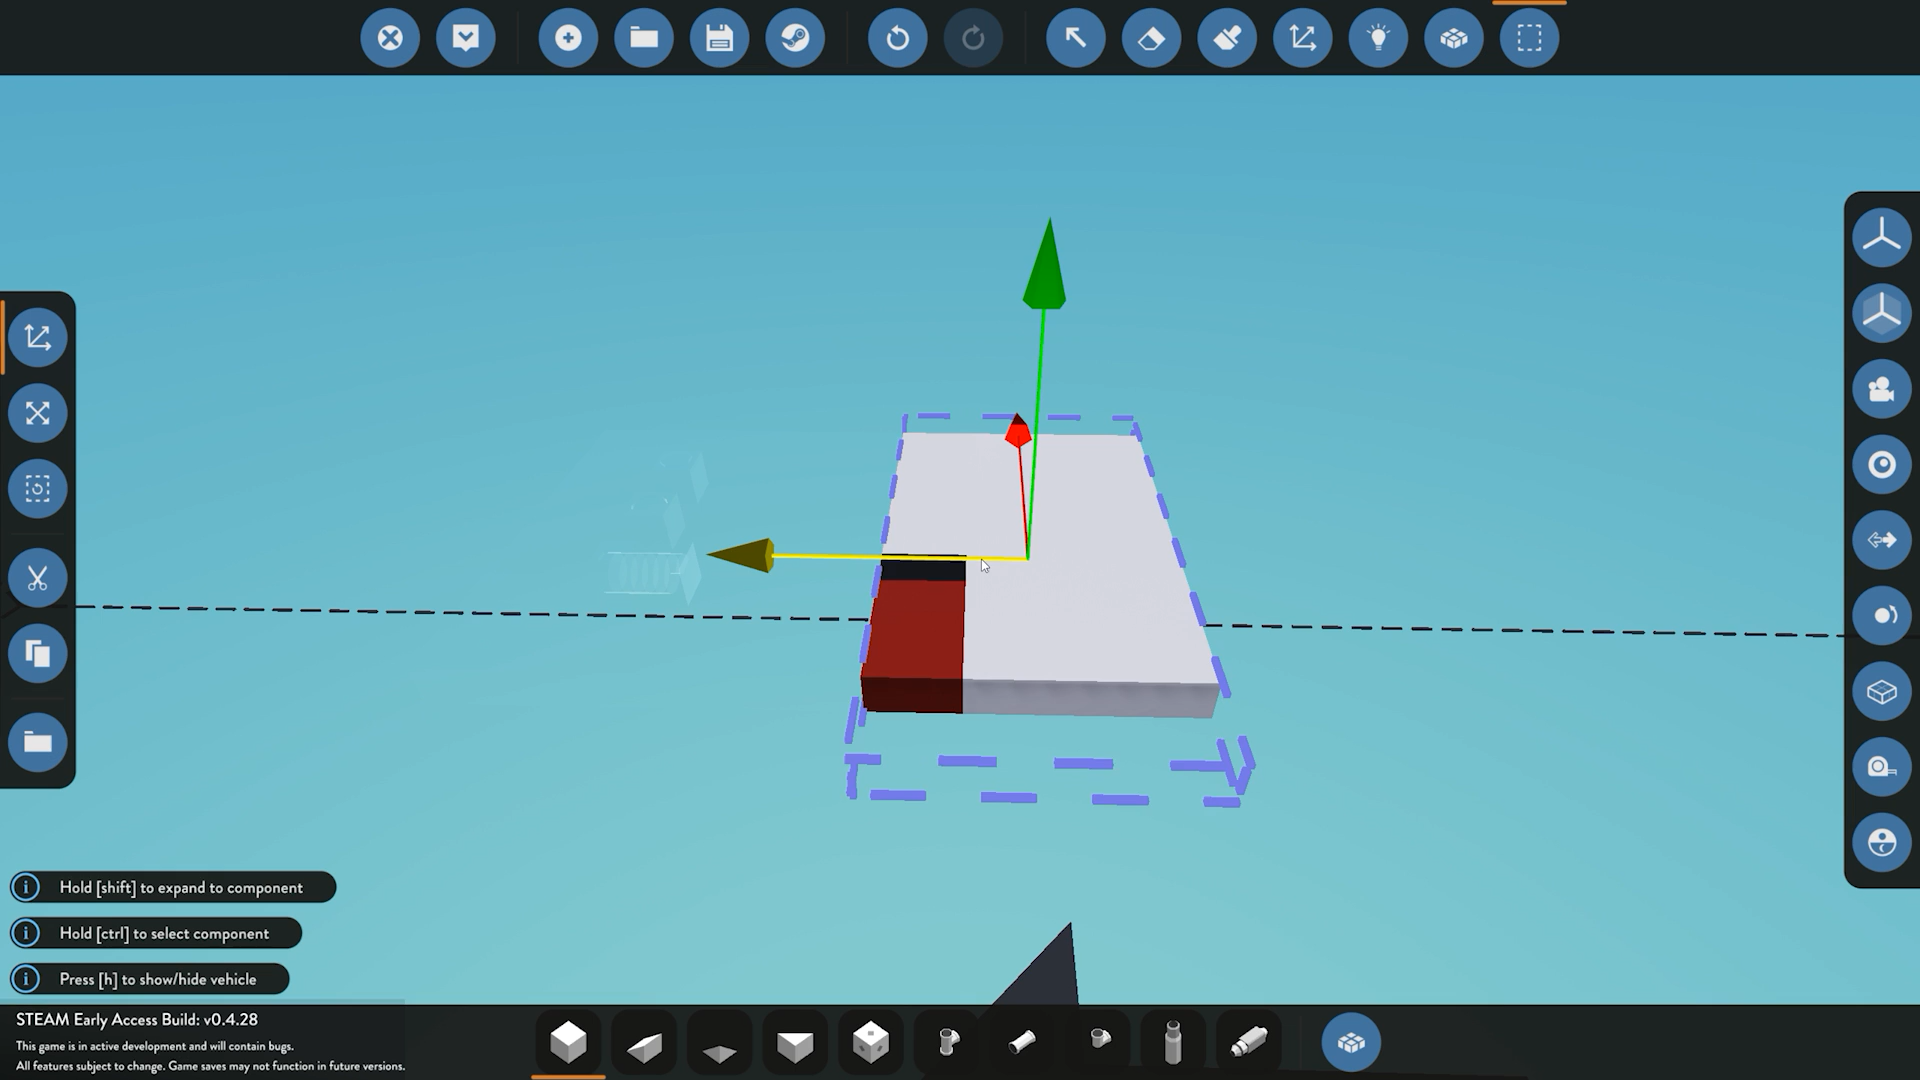 Hold [shift] to expand to component
Hold [ctrl] to select component
Press [h] to show/hide vehicle
STEAM Early Access Build: v0.4.28
This game is in active development and will contain bugs.
All features subject to change. Game saves may not function in future versions.